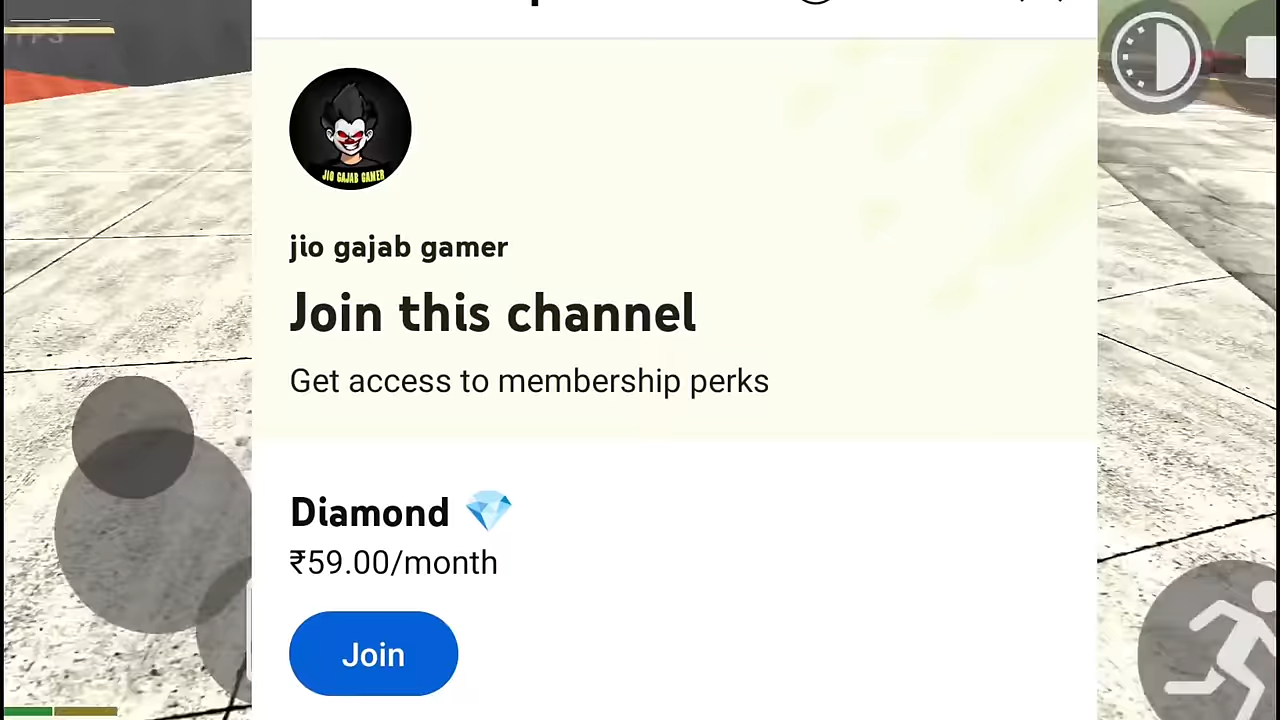 JIO GAJAB GAMER
jio gajab gamer
Join this channel
Get access to membership perks
Diamond 💎
₹59.00/month
Join